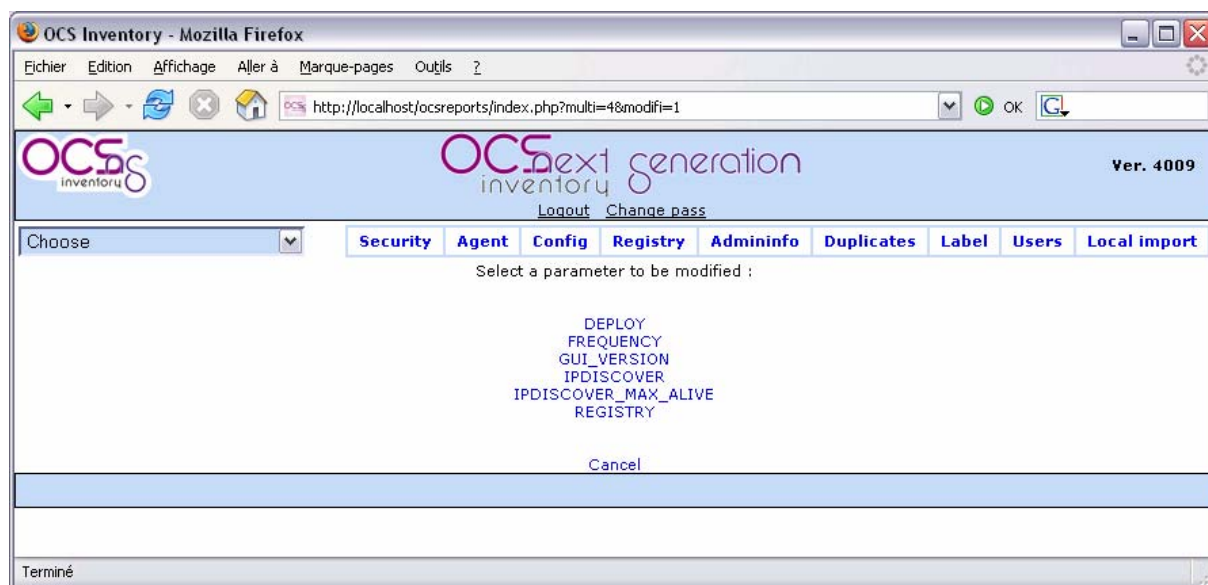 OCS Inventory - Mozilla Firefox
Fichier Edition Affichage Aller à Marque-pages Outils ?
http://localhost/ocsreports/index.php?multi=4&modifi=1 OK G
OCS ng inventory
OCS next generation inventory
Ver. 4009
Logout Change pass
Choose Security Agent Config Registry Admininfo Duplicates Label Users Local import
Select a parameter to be modified :
DEPLOY
FREQUENCY
GUI_VERSION
IPDISCOVER
IPDISCOVER_MAX_ALIVE
REGISTRY
Cancel
Terminé